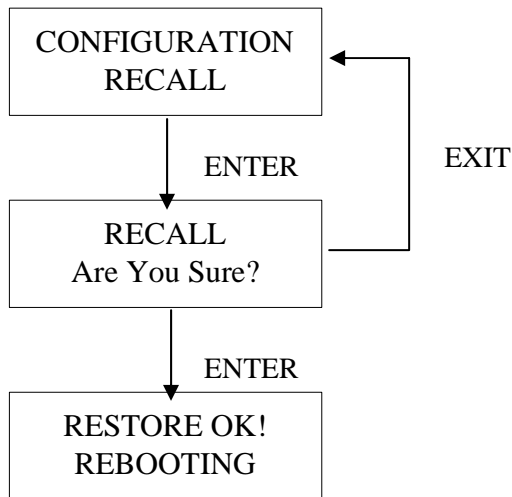 CONFIGURATION
RECALL
ENTER
EXIT
RECALL
Are You Sure?
ENTER
RESTORE OK!
REBOOTING